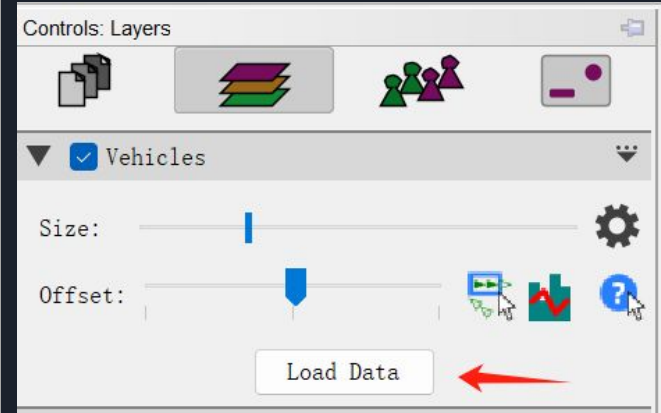 Controls: Layers
Vehicles
Size:
Offset:
?
Load Data